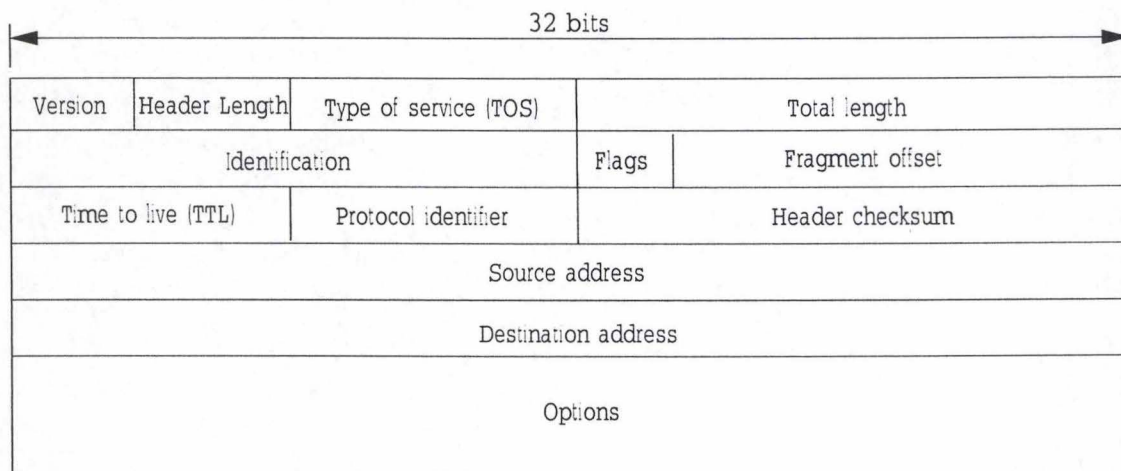 32 bits
Version Header Length Type of service (TOS) Total length
Identification Flags Fragment offset
Time to live (TTL) Protocol identifier Header checksum
Source address
Destination address
Options